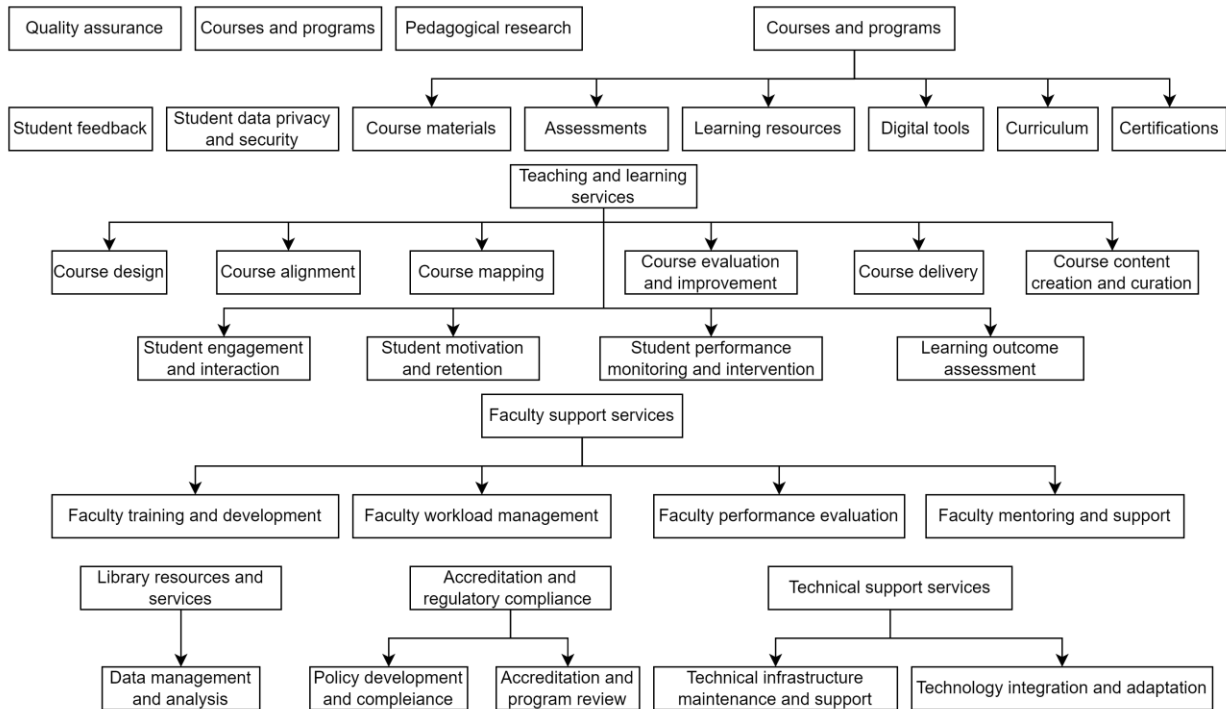 Quality assurance
Courses and programs
Pedagogical research
Courses and programs
Student feedback
Student data privacy
and security
Course materials
Assessments
Learning resources
Digital tools
Curriculum
Certifications
Teaching and learning
services
Course design
Course alignment
Course mapping
Course evaluation
and improvement
Course delivery
Course content
creation and curation
Student engagement
and interaction
Student motivation
and retention
Student performance
monitoring and intervention
Learning outcome
assessment
Faculty support services
Faculty training and development
Faculty workload management
Faculty performance evaluation
Faculty mentoring and support
Library resources and
services
Accreditation and
regulatory compliance
Technical support services
Data management
and analysis
Policy development
and compleiance
Accreditation and
program review
Technical infrastructure
maintenance and support
Technology integration and adaptation